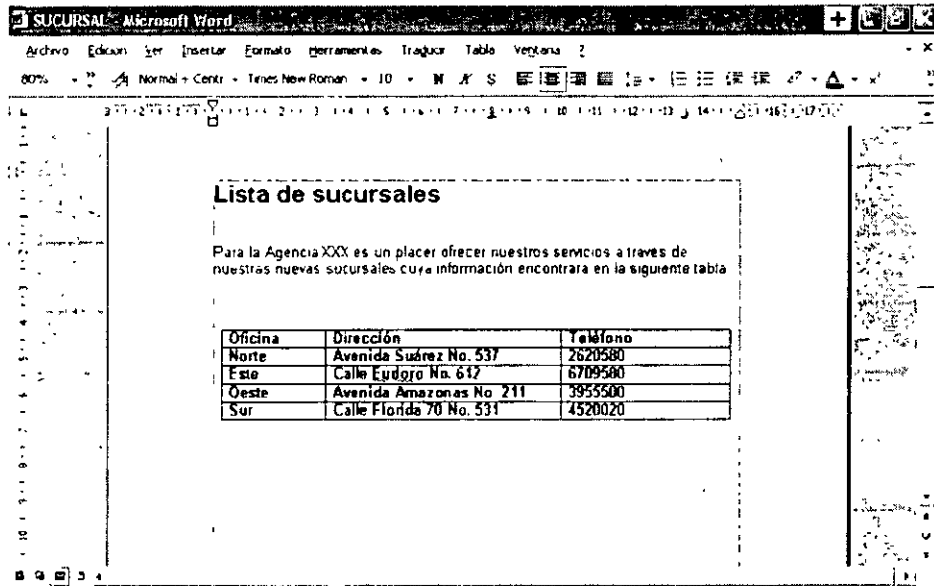 SUCURSAL - Microsoft Word
Archivo Edición Ver Insertar Formato Herramientas Traducir Tabla Ventana ?
80% Normal + Centr Times New Roman 10 N K S
Lista de sucursales
Para la Agencia XXX es un placer ofrecer nuestros servicios a traves de
nuestras nuevas sucursales cuya información encontrara en la siguiente tabla
Oficina Dirección Teléfono
Norte Avenida Suárez No. 537 2620580
Este Calle Eudoro No. 612 6709580
Oeste Avenida Amazonas No 211 3955500
Sur Calle Florida 70 No. 531 4520020